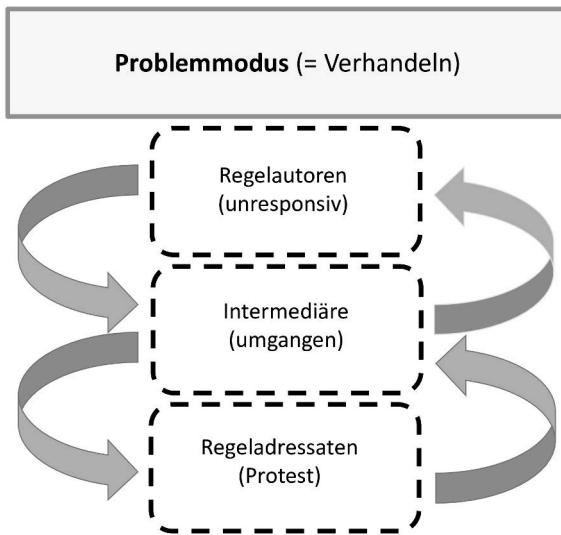 Problemmodus (= Verhandeln)
Regelautoren
(unresponsiv)
Intermediäre
(umgangen)
Regeladressaten
(Protest)